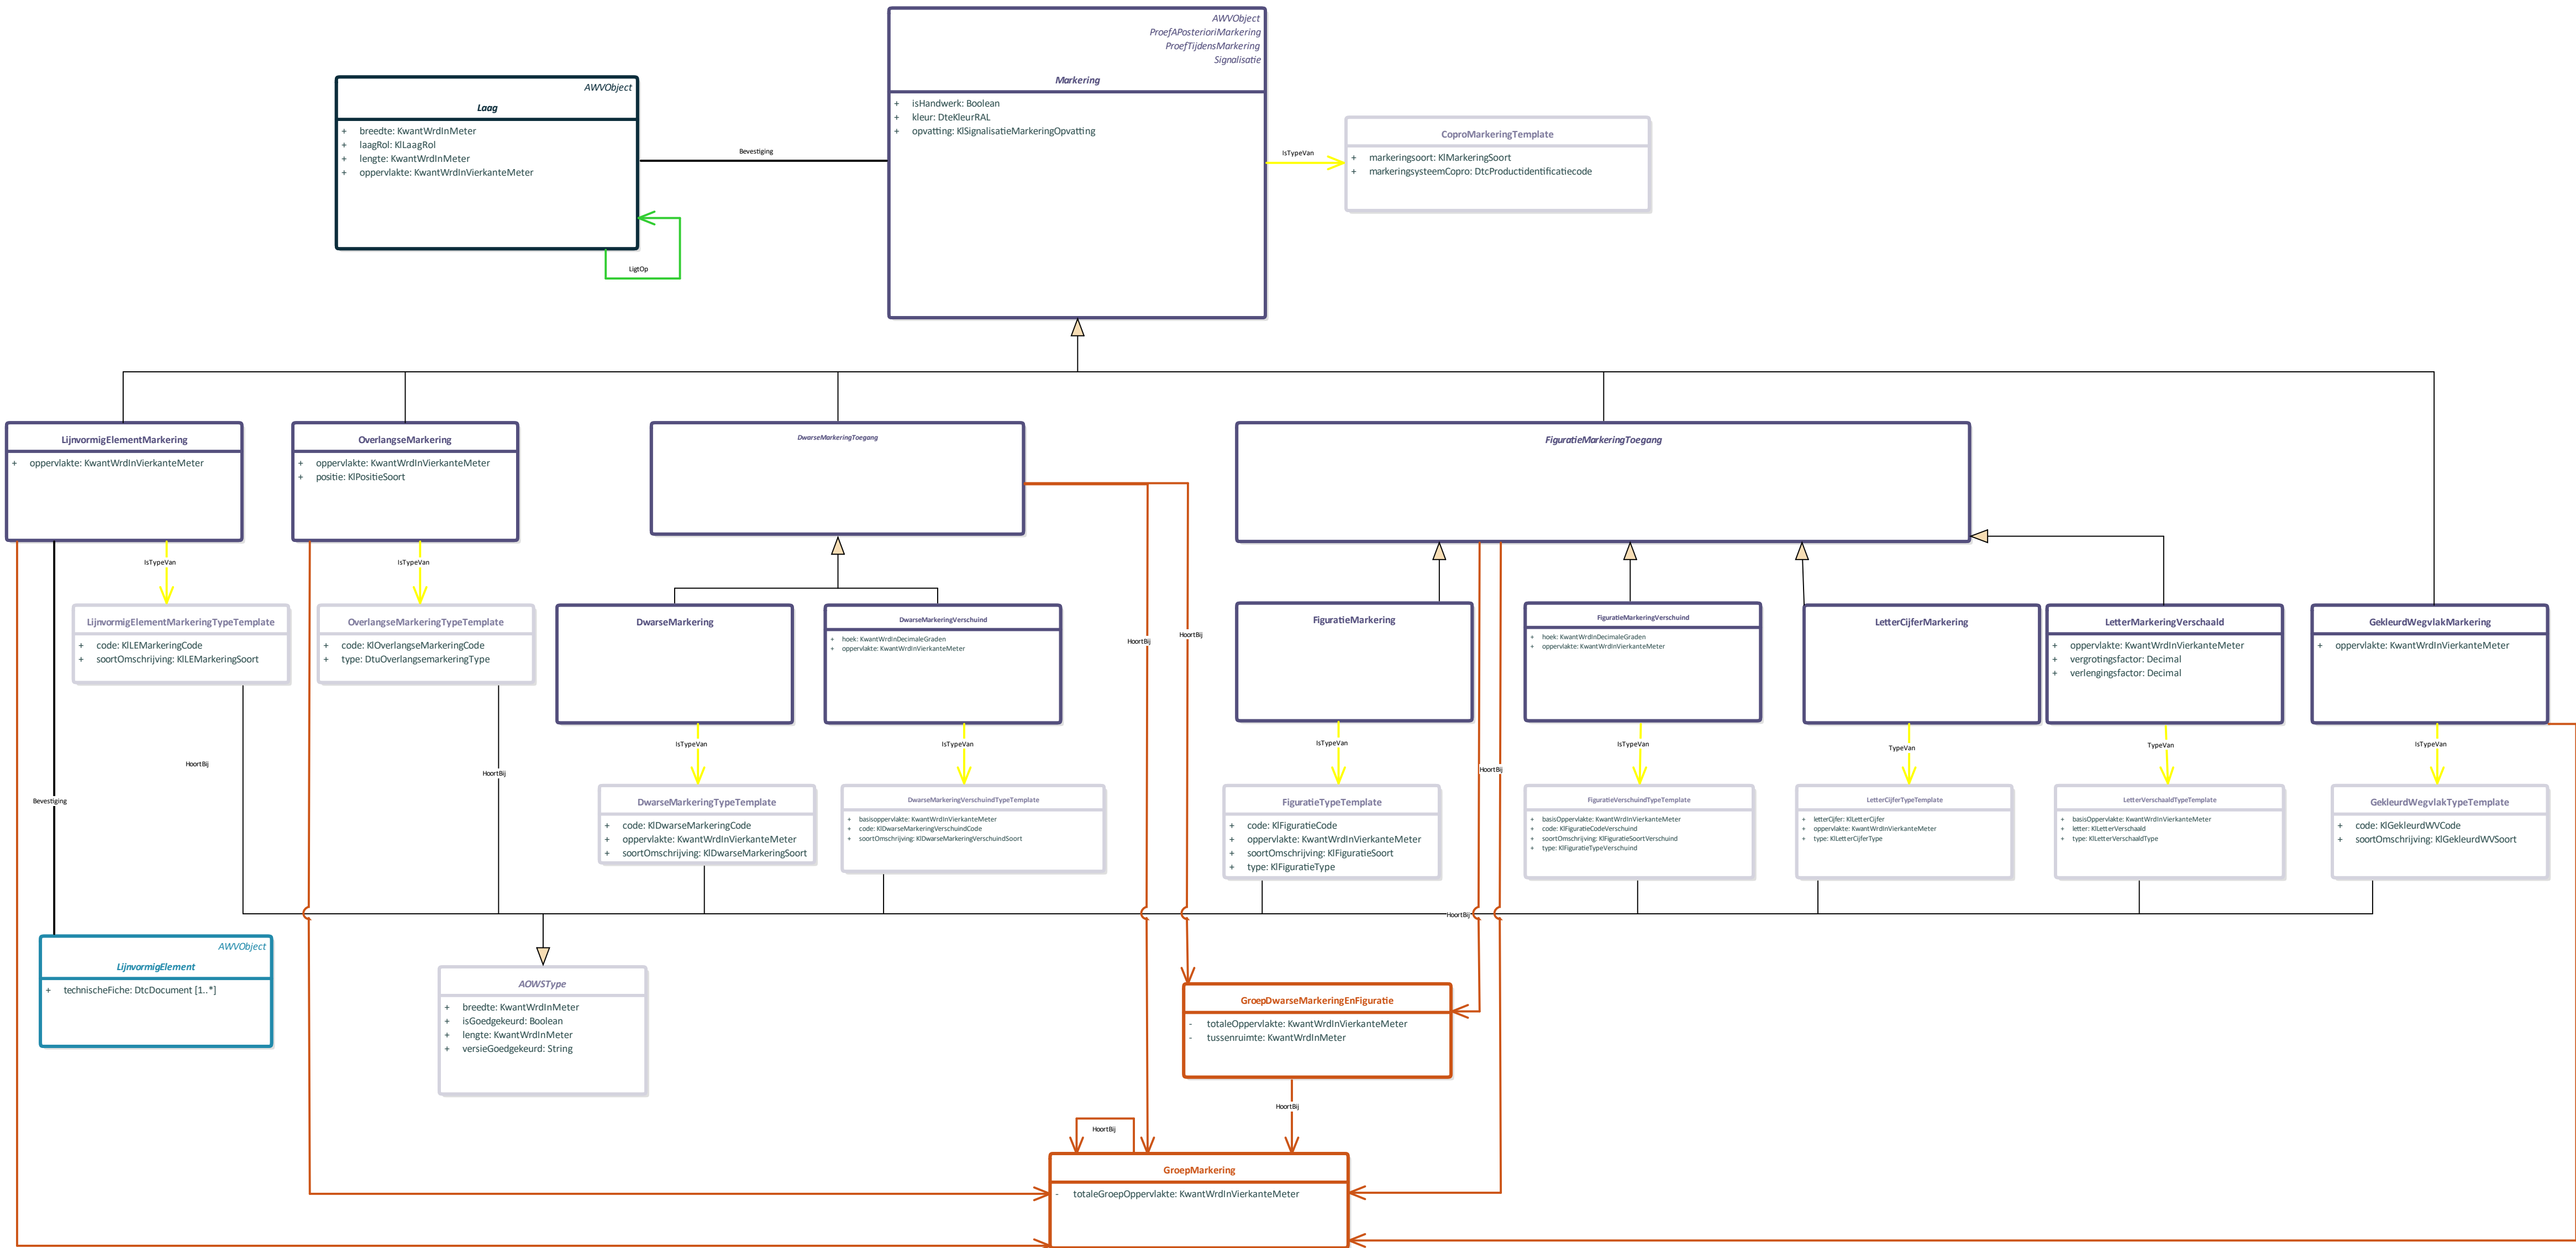 AWVObject
ProefAPosterioriMarkering
ProefTijdensMarkering
Signalisatie
Markering
+ isHandwerk: Boolean
+ kleur: DteKleurRAL
+ opvatting: KlSignalisatieMarkeringOpvatting
AWVObject
Laag
+ breedte: KwantWrdInMeter
+ laagRol: KlLaagRol
+ lengte: KwantWrdInMeter
+ oppervlakte: KwantWrdInVierkanteMeter
Bevestiging
LigtOp
IsTypeVan
CoproMarkeringTemplate
+ markeringsoort: KlMarkeringSoort
+ markeringsysteemCopro: DtcProductidentificatiecode
LijnvormigElementMarkering
+ oppervlakte: KwantWrdInVierkanteMeter
OverlangseMarkering
+ oppervlakte: KwantWrdInVierkanteMeter
+ positie: KlPositieSoort
DwarseMarkeringToegang
FiguratieMarkeringToegang
IsTypeVan
IsTypeVan
LijnvormigElementMarkeringTypeTemplate
+ code: KlLEMarkeringCode
+ soortOmschrijving: KlLEMarkeringSoort
OverlangseMarkeringTypeTemplate
+ code: KlOverlangseMarkeringCode
+ type: DtuOverlangsemarkeringType
DwarseMarkering
DwarseMarkeringVerschuind
+ hoek: KwantWrdInDecimaleGraden
+ oppervlakte: KwantWrdInVierkanteMeter
HoortBij
HoortBij
FiguratieMarkering
FiguratieMarkeringVerschuind
+ hoek: KwantWrdInDecimaleGraden
+ oppervlakte: KwantWrdInVierkanteMeter
LetterCijferMarkering
LetterMarkeringVerschaald
+ oppervlakte: KwantWrdInVierkanteMeter
+ vergrotingsfactor: Decimal
+ verlengingsfactor: Decimal
GekleurdWegvlakMarkering
+ oppervlakte: KwantWrdInVierkanteMeter
IsTypeVan
IsTypeVan
IsTypeVan
IsTypeVan
TypeVan
TypeVan
IsTypeVan
HoortBij
HoortBij
HoortBij
Bevestiging
DwarseMarkeringTypeTemplate
+ code: KlDwarseMarkeringCode
+ oppervlakte: KwantWrdInVierkanteMeter
+ soortOmschrijving: KlDwarseMarkeringSoort
DwarseMarkeringVerschuindTypeTemplate
+ basisoppervlakte: KwantWrdInVierkanteMeter
+ code: KlDwarseMarkeringVerschuindCode
+ soortOmschrijving: KlDwarseMarkeringVerschuindSoort
FiguratieTypeTemplate
+ code: KlFiguratieCode
+ oppervlakte: KwantWrdInVierkanteMeter
+ soortOmschrijving: KlFiguratieSoort
+ type: KlFiguratieType
FiguratieVerschuindTypeTemplate
+ basisOppervlakte: KwantWrdInVierkanteMeter
+ code: KlFiguratieCodeVerschuind
+ soortOmschrijving: KlFiguratieSoortVerschuind
+ type: KlFiguratieTypeVerschuind
LetterCijferTypeTemplate
+ letterCijfer: KlLetterCijfer
+ oppervlakte: KwantWrdInVierkanteMeter
+ type: KlLetterCijferType
LetterVerschaaldTypeTemplate
+ basisOppervlakte: KwantWrdInVierkanteMeter
+ letter: KlLetterVerschaald
+ type: KlLetterVerschaaldType
GekleurdWegvlakTypeTemplate
+ code: KlGekleurdWVCode
+ soortOmschrijving: KlGekleurdWVSoort
HoortBij
AWVObject
LijnvormigElement
+ technischeFiche: DtcDocument [1..*]
AOWSType
+ breedte: KwantWrdInMeter
+ isGoedgekeurd: Boolean
+ lengte: KwantWrdInMeter
+ versieGoedgekeurd: String
GroepDwarseMarkeringEnFiguratie
- totaleOppervlakte: KwantWrdInVierkanteMeter
- tussenruimte: KwantWrdInMeter
HoortBij
HoortBij
GroepMarkering
- totaleGroepOppervlakte: KwantWrdInVierkanteMeter